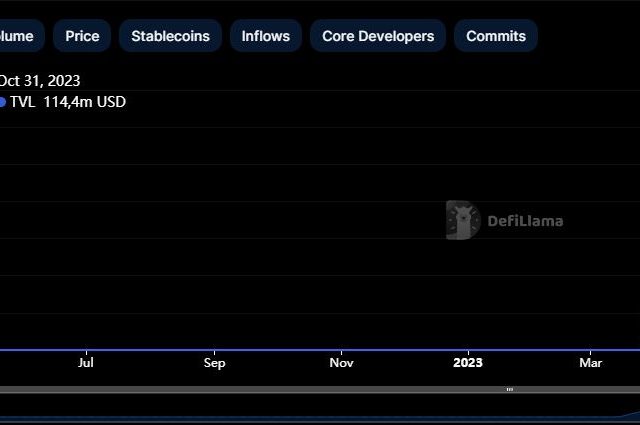 lume Price Stablecoins Inflows Core Developers Commits
Oct 31, 2023
TVL 114,4m USD
DefiLlama
Jul Sep Nov 2023 Mar